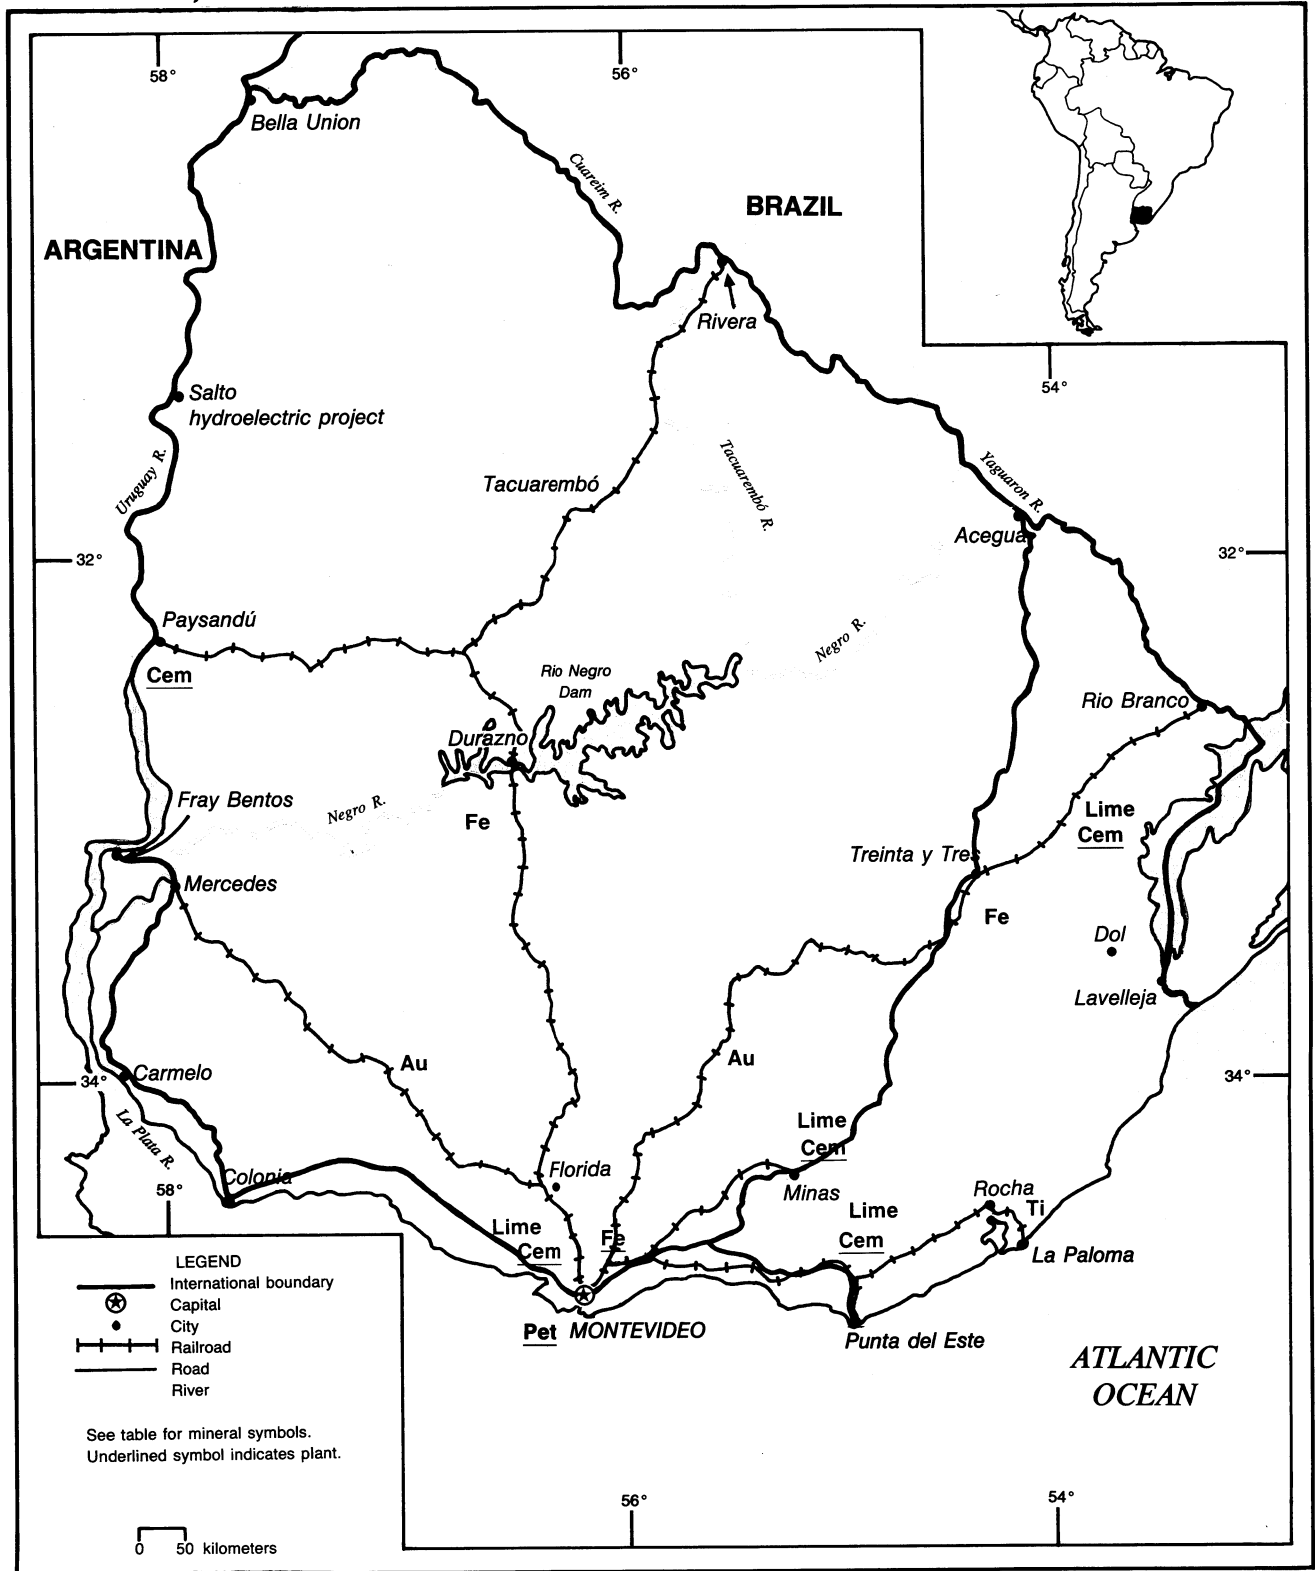 58°
56°
Bella Union
Cuareim R.
BRAZIL
ARGENTINA
Rivera
54°
Salto
hydroelectric project
Uruguay R.
Tacuarembó
Tacuarembó R.
Yaguaron R.
Acegua
32°
32°
Paysandú
Cem
Negro R.
Rio Negro
Dam
Rio Branco
Durazno
Fray Bentos
Negro R.
Fe
Lime
Cem
Treinta y Tres
Mercedes
Fe
Dol
Lavelleja
Au
Au
Carmelo
34°
34°
La Plata R.
Lime
Cem
Colonia
58°
Florida
Minas
Rocha
Ti
Lime
Cem
Lime
Cem
Fe
La Paloma
Pet MONTEVIDEO
Punta del Este
ATLANTIC
OCEAN
LEGEND
International boundary
Capital
City
Railroad
Road
River
See table for mineral symbols.
Underlined symbol indicates plant.
56°
54°
0 50 kilometers